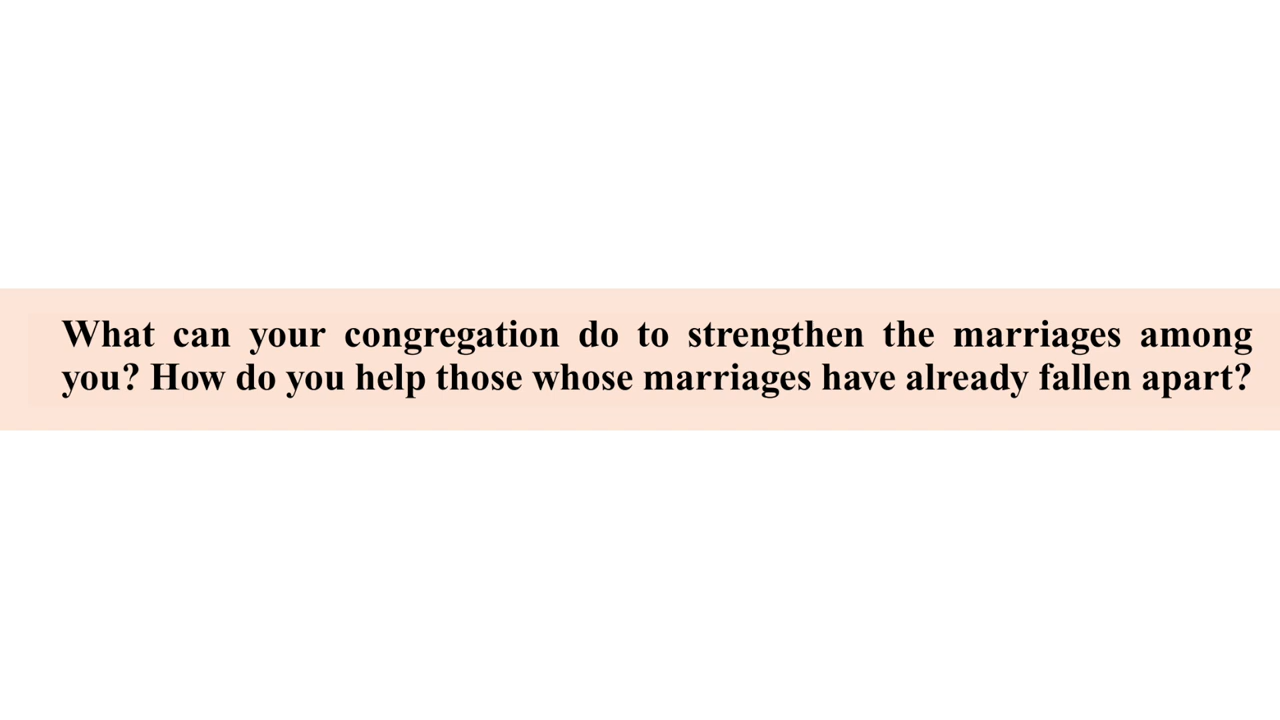 What can your congregation do to strengthen the marriages among
you? How do you help those whose marriages have already fallen apart?